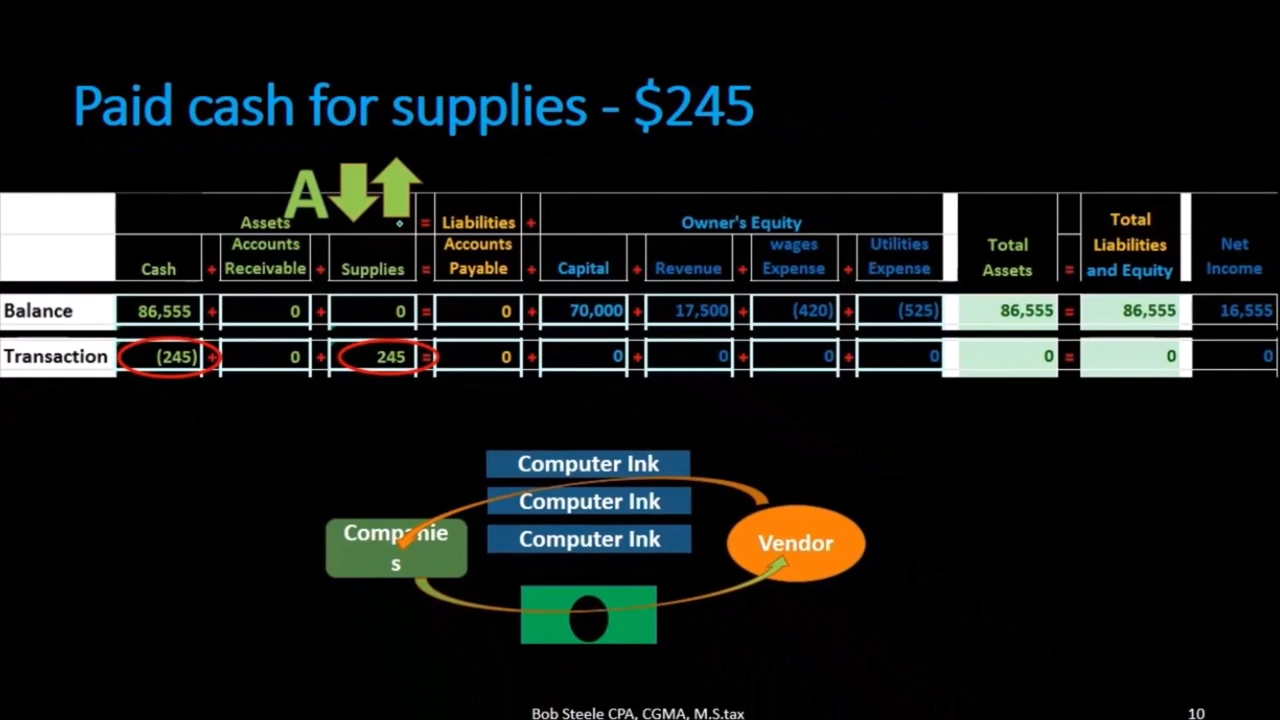 Paid cash for supplies - $245
A
Assets = Liabilities + Owner's Equity
Cash + Accounts Receivable + Supplies = Accounts Payable + Capital + Revenue + wages Expense + Utilities Expense Total Assets = Total Liabilities and Equity Net Income
Balance 86,555 + 0 + 0 = 0 + 70,000 + 17,500 + (420) + (525) 86,555 = 86,555 16,555
Transaction (245) + 0 + 245 = 0 + 0 + 0 + 0 + 0 0 = 0 0
Computer Ink
Computer Ink
Computer Ink
Companie
s
Vendor
Bob Steele CPA, CGMA, M.S.tax 10